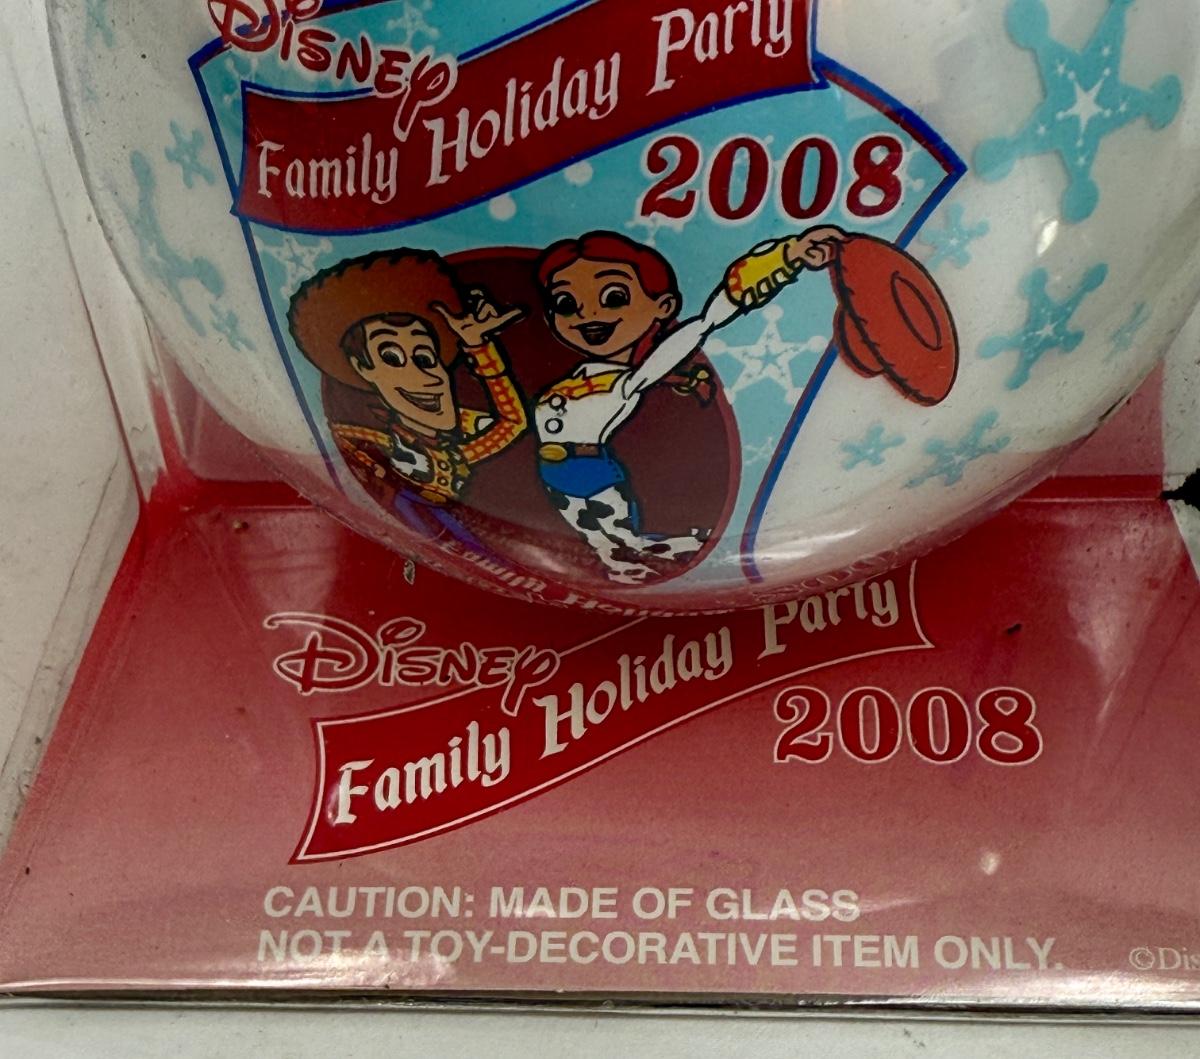 Disney
Family Holiday Party
2008
Disney
Family Holiday Party
2008
CAUTION: MADE OF GLASS
NOT A TOY-DECORATIVE ITEM ONLY.
©Dis